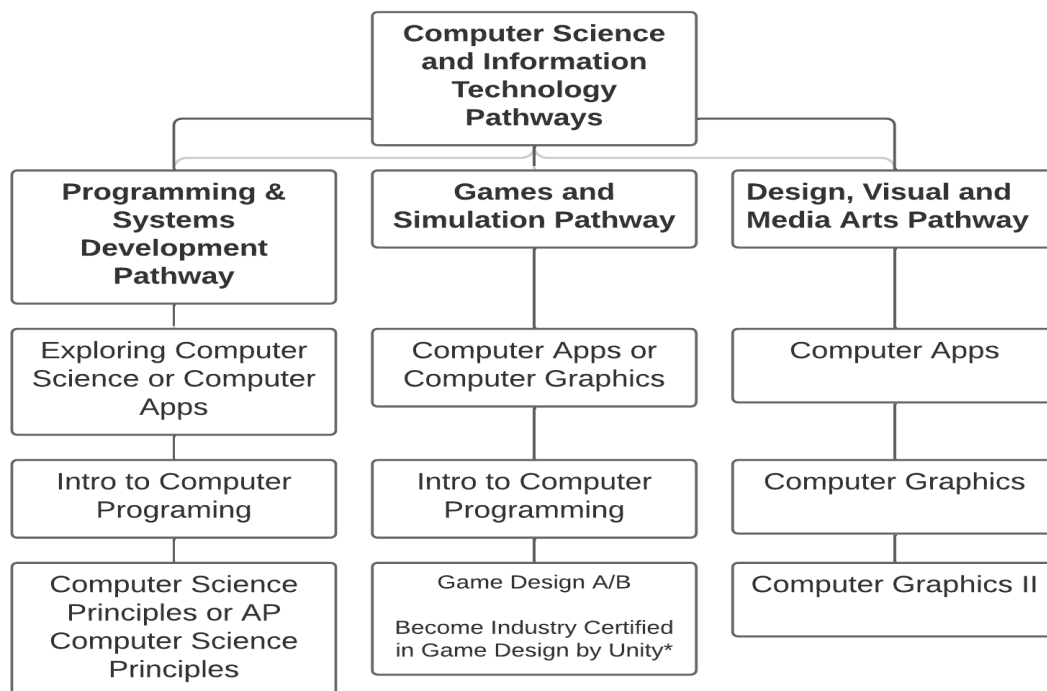 Computer Science
and Information
Technology
Pathways
Programming &
Systems
Development
Pathway
Games and
Simulation Pathway
Design, Visual and
Media Arts Pathway
Exploring Computer
Science or Computer
Apps
Computer Apps or
Computer Graphics
Computer Apps
Intro to Computer
Programing
Intro to Computer
Programming
Computer Graphics
Computer Science
Principles or AP
Computer Science
Principles
Game Design A/B
Become Industry Certified
in Game Design by Unity*
Computer Graphics II